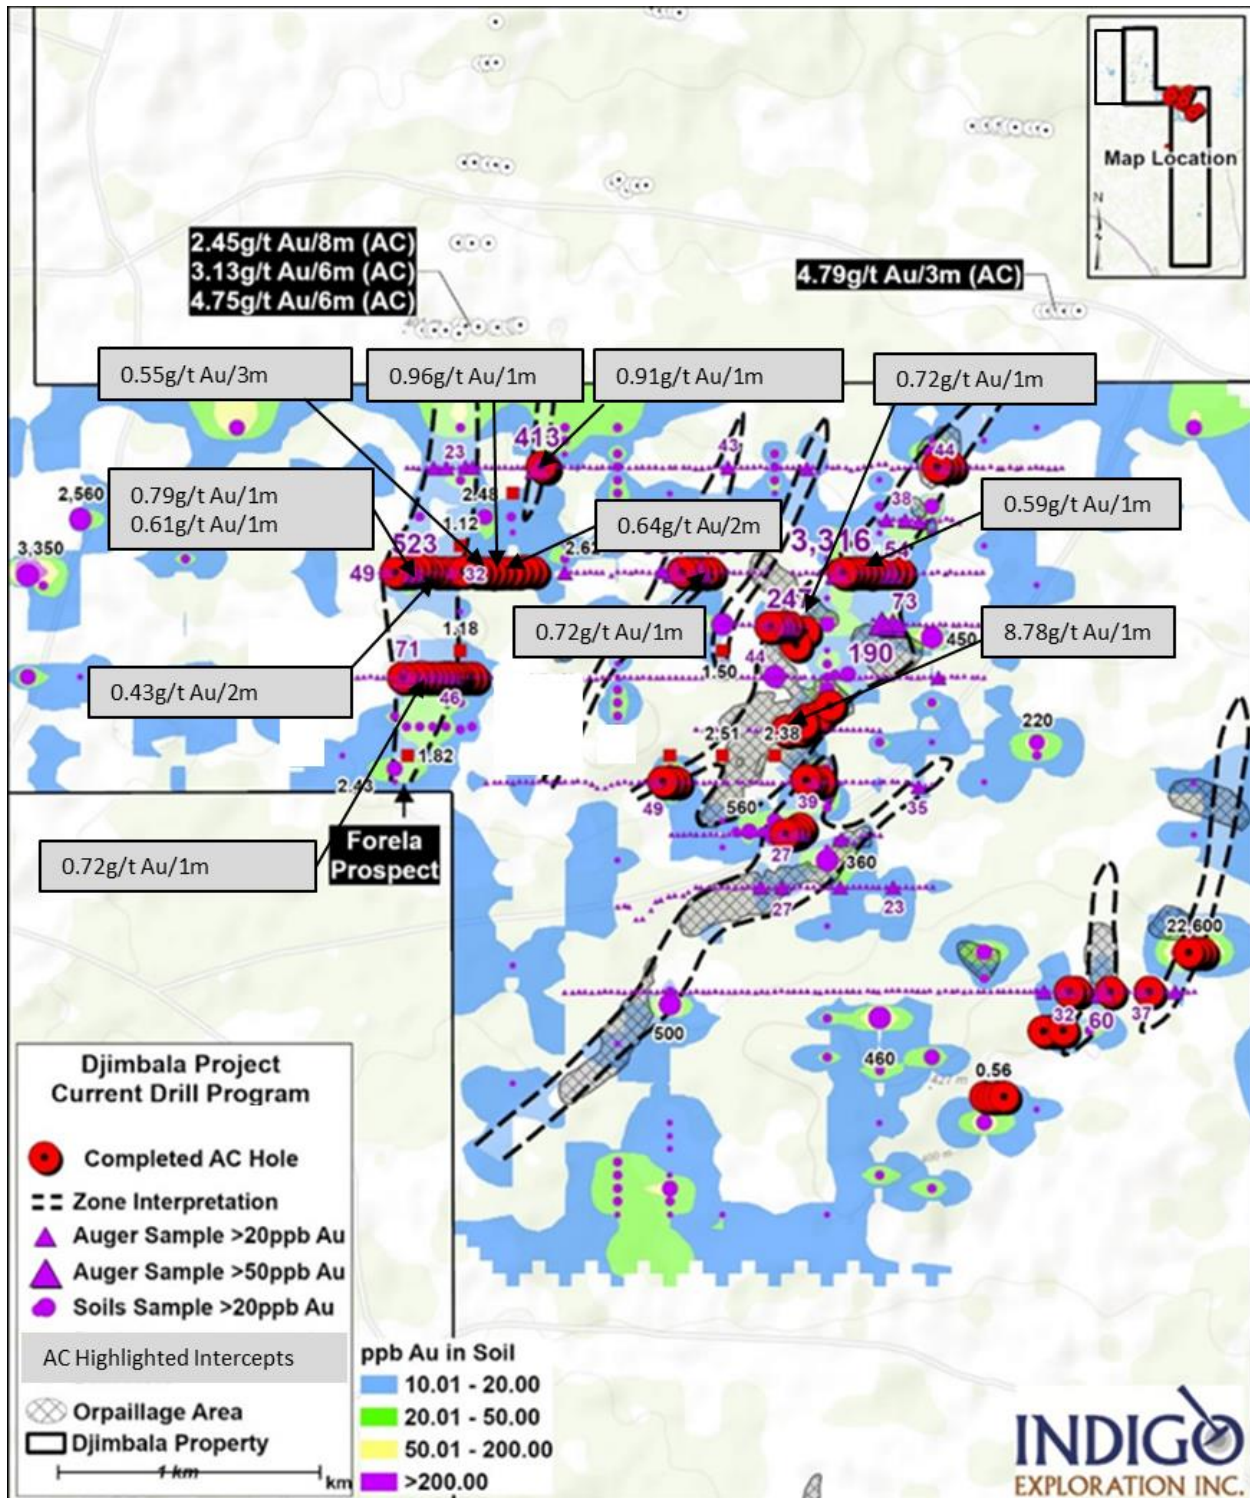 Map Location
N
2.45g/t Au/8m (AC)
3.13g/t Au/6m (AC)
4.75g/t Au/6m (AC)
4.79g/t Au/3m (AC)
0.55g/t Au/3m
0.96g/t Au/1m
0.91g/t Au/1m
0.72g/t Au/1m
413
23
43
44
2,560
0.79g/t Au/1m
0.61g/t Au/1m
2.48
1.12
0.64g/t Au/2m
38
0.59g/t Au/1m
3,350
523
3,316
54
49
32
247
73
0.72g/t Au/1m
8.78g/t Au/1m
1.18
450
190
71
44
1.50
0.43g/t Au/2m
46
220
2.51
2.38
1.82
2.43
49
560
39
35
Forela
Prospect
0.72g/t Au/1m
27
360
27
23
22,600
32
60
37
500
460
427 m
0.56
400 m
Djimbala Project
Current Drill Program
Completed AC Hole
Zone Interpretation
Auger Sample >20ppb Au
Auger Sample >50ppb Au
Soils Sample >20ppb Au
AC Highlighted Intercepts
Orpaillage Area
Djimbala Property
1 km
km
ppb Au in Soil
10.01 - 20.00
20.01 - 50.00
50.01 - 200.00
>200.00
INDIGO
EXPLORATION INC.